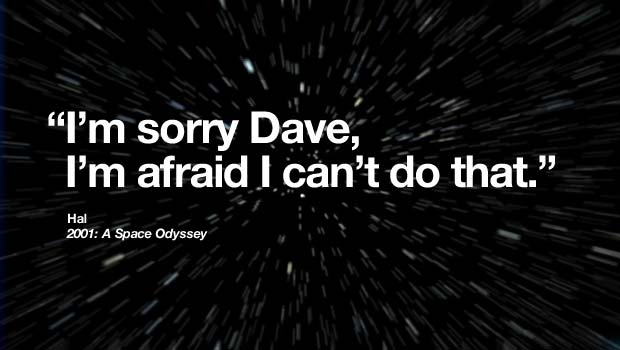 “I’m sorry Dave,
I’m afraid I can’t do that.”
Hal
2001: A Space Odyssey